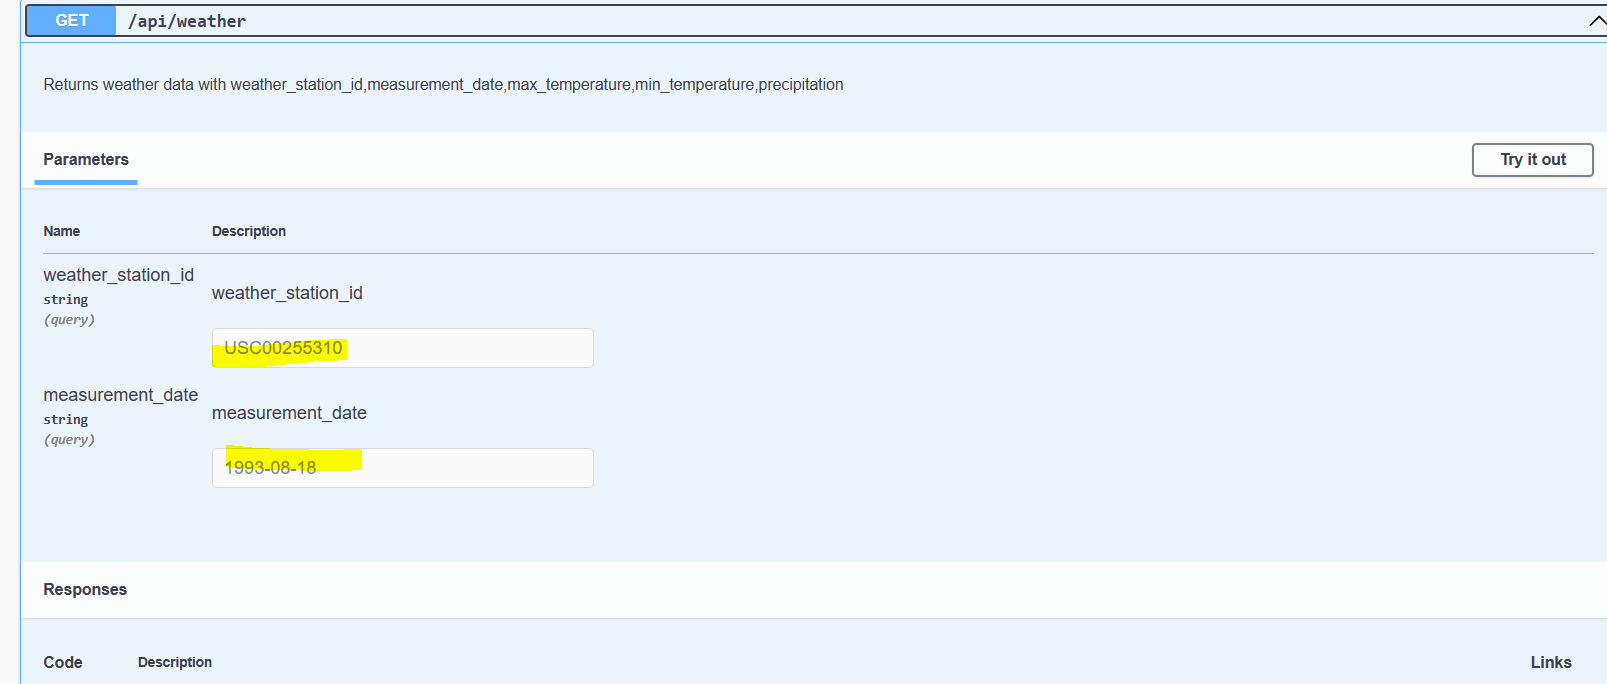 GET /api/weather
Returns weather data with weather_station_id,measurement_date,max_temperature,min_temperature,precipitation
Parameters
Try it out
Name Description
weather_station_id
string
(query)
weather_station_id
USC00255310
measurement_date
string
(query)
measurement_date
1993-08-18
Responses
Code Description Links